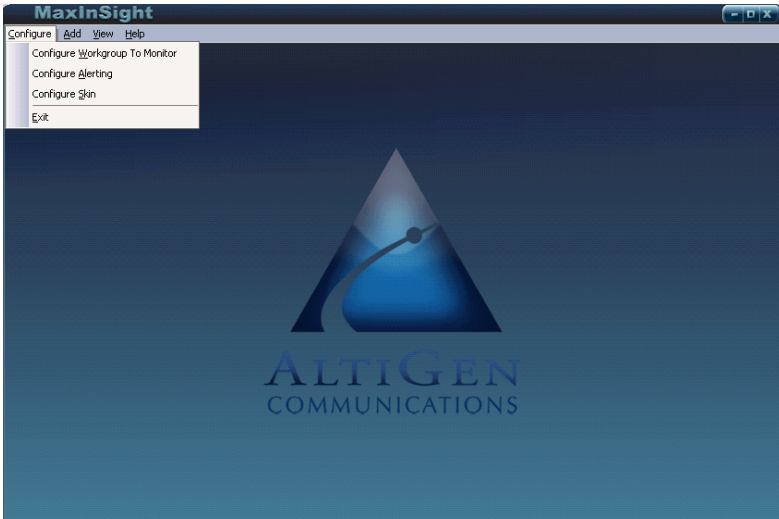 MaxInSight
Configure Add View Help
Configure Workgroup To Monitor
Configure Alerting
Configure Skin
Exit
ALTIGEN
COMMUNICATIONS